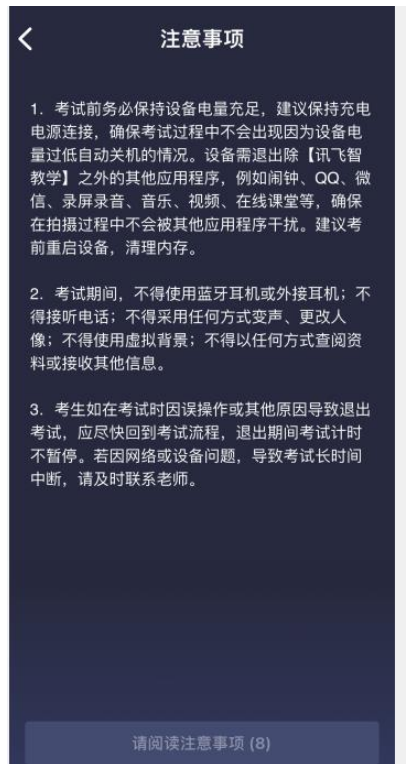 注意事项
1. 考试前务必保持设备电量充足，建议保持充电
电源连接，确保考试过程中不会出现因为设备电
量过低自动关机的情况。设备需退出除【讯飞智
教学】之外的其他应用程序，例如闹钟、QQ、微
信、录屏录音、音乐、视频、在线课堂等，确保
在拍摄过程中不会被其他应用程序干扰。建议考
前重启设备，清理内存。
2. 考试期间，不得使用蓝牙耳机或外接耳机；不
得接听电话；不得采用任何方式变声、更改人
像；不得使用虚拟背景；不得以任何方式查阅资
料或接收其他信息。
3. 考生如在考试时因误操作或其他原因导致退出
考试，应尽快回到考试流程，退出期间考试计时
不暂停。若因网络或设备问题，导致考试长时间
中断，请及时联系老师。
请阅读注意事项 (8)